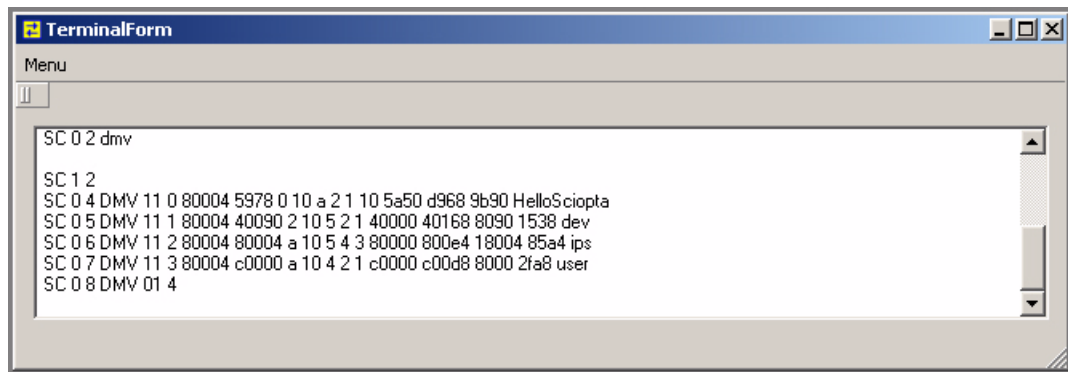 TerminalForm
Menu
SC 0 2 dmv
SC 1 2
SC 0 4 DMV 11 0 80004 5978 0 10 a 2 1 10 5a50 d968 9b90 HelloSciopta
SC 0 5 DMV 11 1 80004 40090 2 10 5 2 1 40000 40168 8090 1538 dev
SC 0 6 DMV 11 2 80004 80004 a 10 5 4 3 80000 800e4 18004 85a4 ips
SC 0 7 DMV 11 3 80004 c0000 a 10 4 2 1 c0000 c00d8 8000 2fa8 user
SC 0 8 DMV 01 4